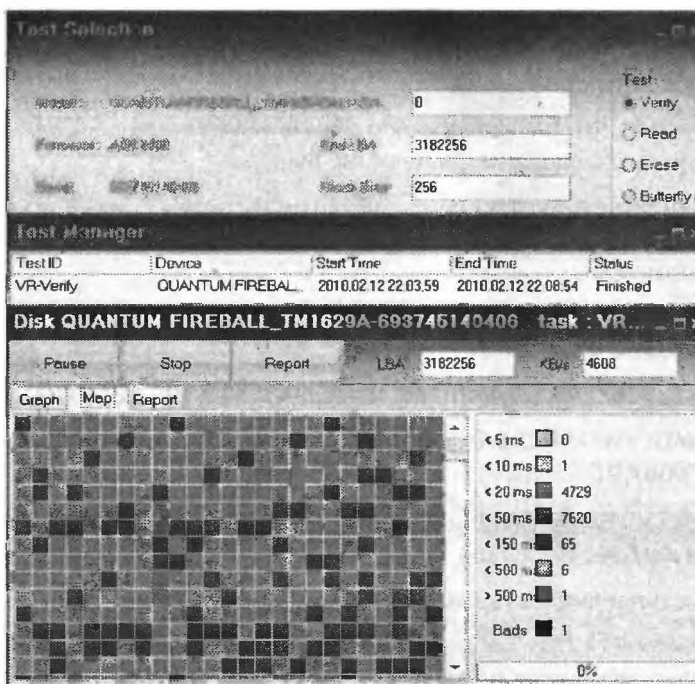 Test Selection
Test:
0
Verify
Read
End LBA 3182256
Erase
256
Butterfly
Test Manager
Test ID Device Start Time End Time Status
VR-Verify QUANTUM FIREBAL... 2010.02.12 22:03:59 2010.02.12 22:08:54 Finished
Disk QUANTUM FIREBALL_TM1629A-693745140406 task : VR...
Pause Stop Report LBA 3182256 KB/s 4608
Graph Map Report
< 5 ms 0
< 10 ms 1
< 20 ms 4729
< 50 ms 7620
< 150 ms 65
< 500 ms 6
> 500 ms 1
Bads 1
0%